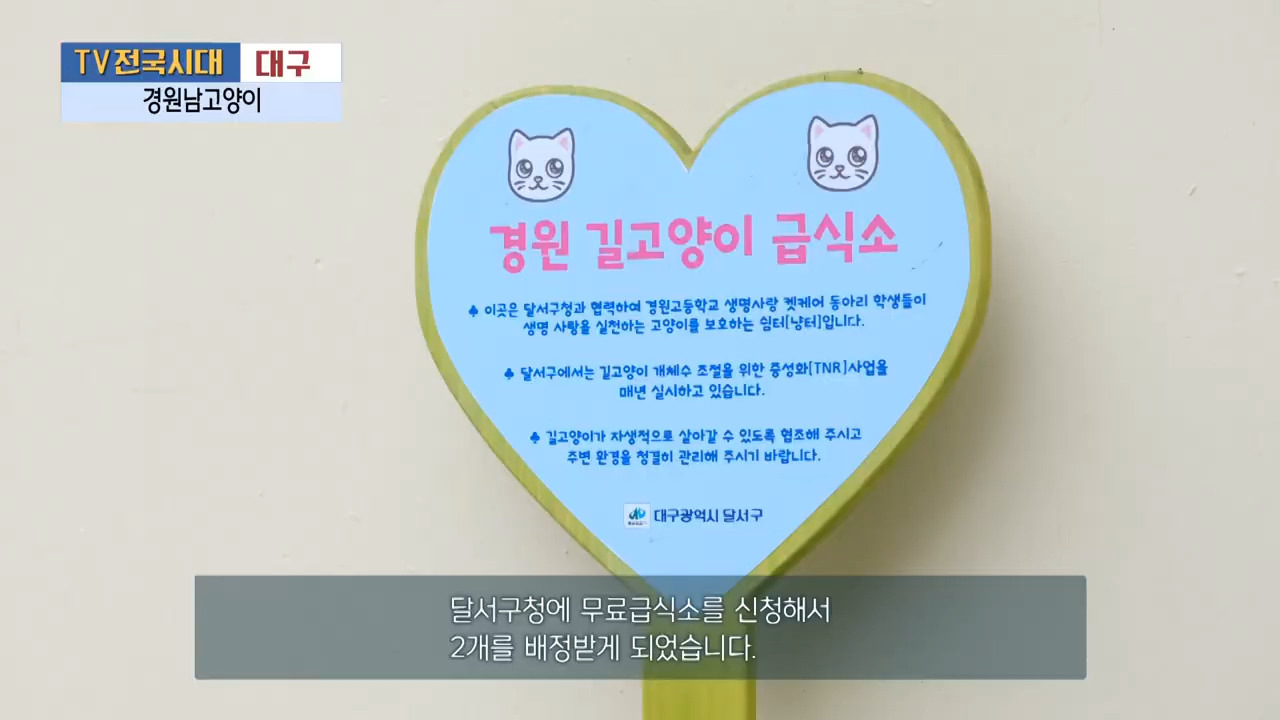 TV전국시대 대구
경원남고양이
경원 길고양이 급식소
♣ 이곳은 달서구청과 협력하여 경원고등학교 생명사랑 켓케어 동아리 학생들이
생명 사랑을 실천하는 고양이를 보호하는 쉼터[냥터]입니다.
♣ 달서구에서는 길고양이 개체수 조절을 위한 중성화[TNR]사업을
매년 실시하고 있습니다.
♣ 길고양이가 자생적으로 살아갈 수 있도록 협조해 주시고
주변 환경을 청결히 관리해 주시기 바랍니다.
대구광역시 달서구
달서구청에 무료급식소를 신청해서
2개를 배정받게 되었습니다.